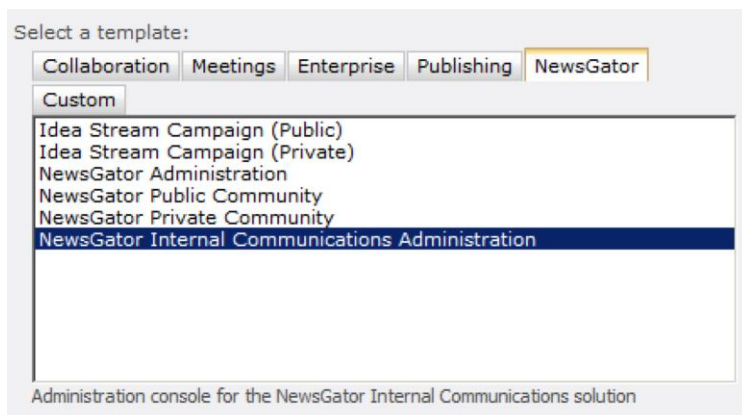 Select a template:
Collaboration Meetings Enterprise Publishing NewsGator
Custom
Idea Stream Campaign (Public)
Idea Stream Campaign (Private)
NewsGator Administration
NewsGator Public Community
NewsGator Private Community
NewsGator Internal Communications Administration
Administration console for the NewsGator Internal Communications solution